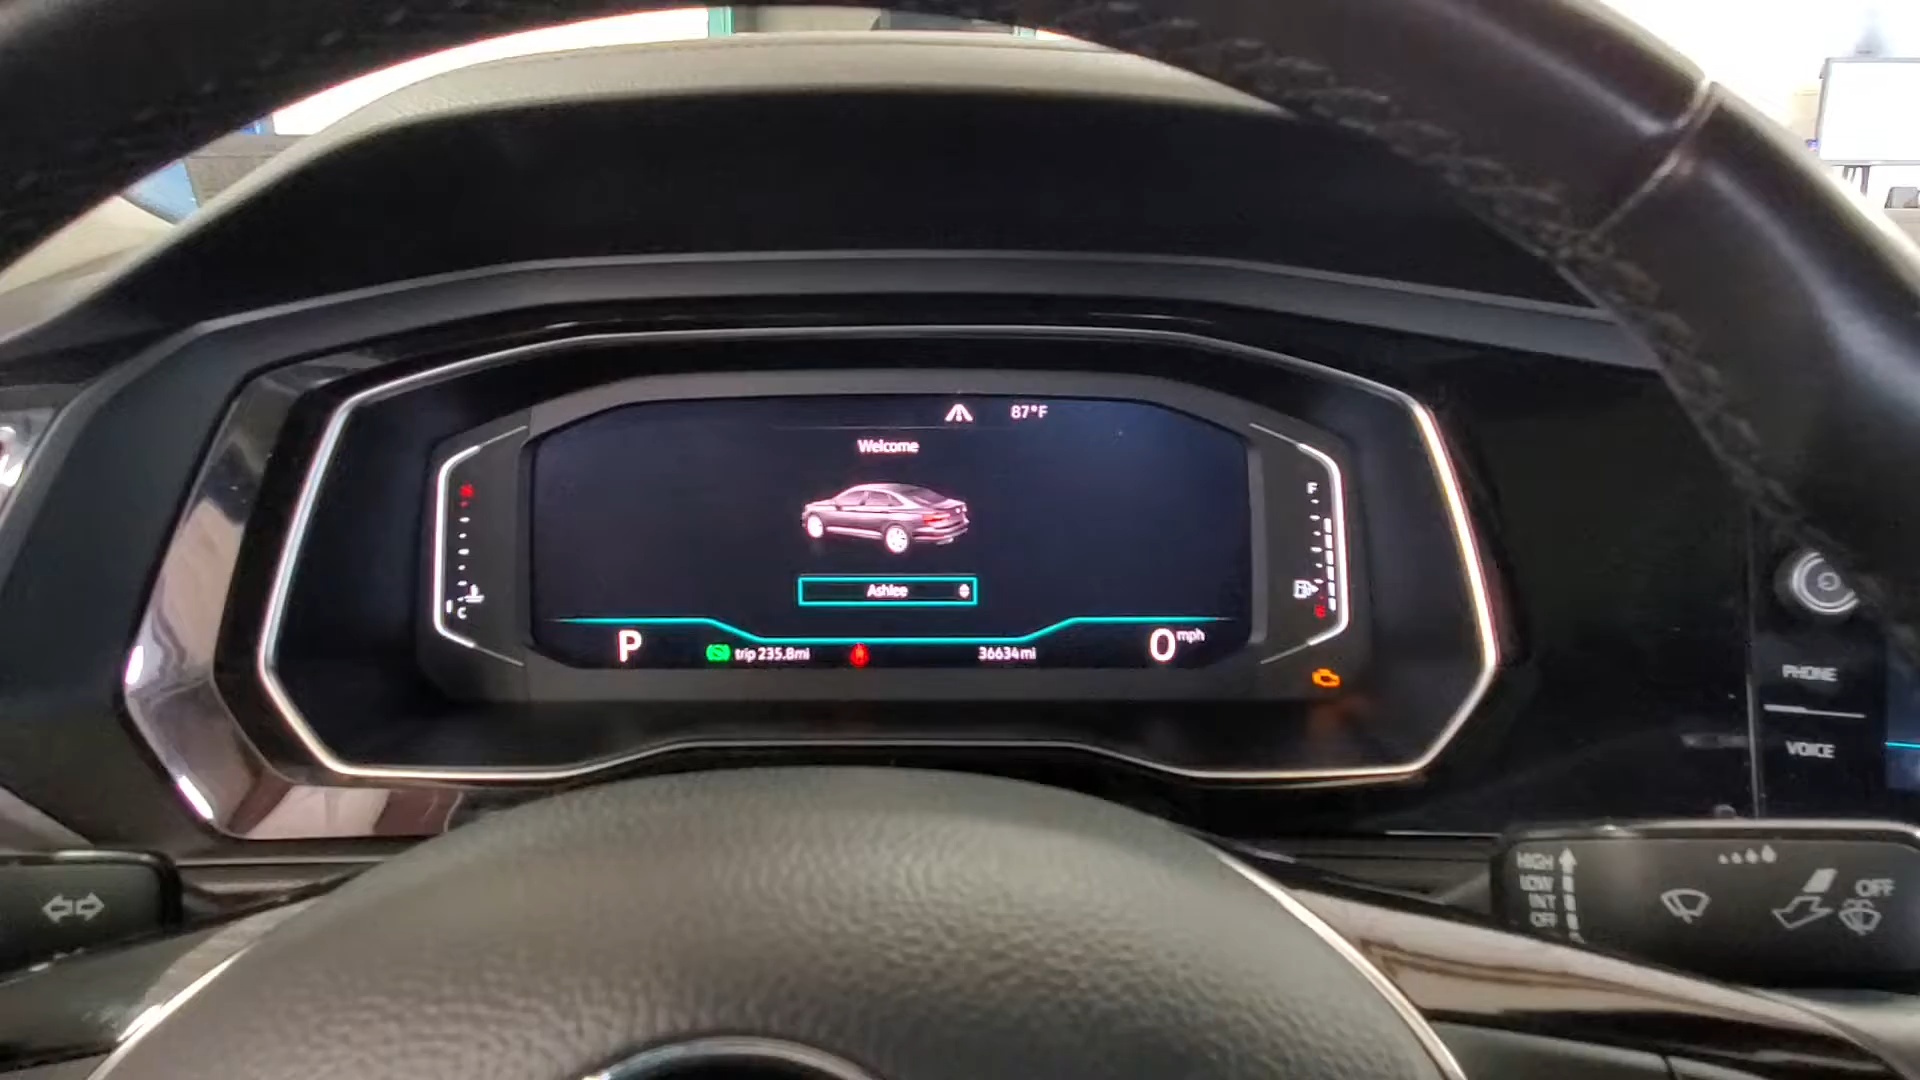 87°F
Welcome
F
C
Ashlee
P
trip 235.8mi
36634mi
0 mph
PHONE
VOICE
HIGH
LOW
INT
OFF
OFF